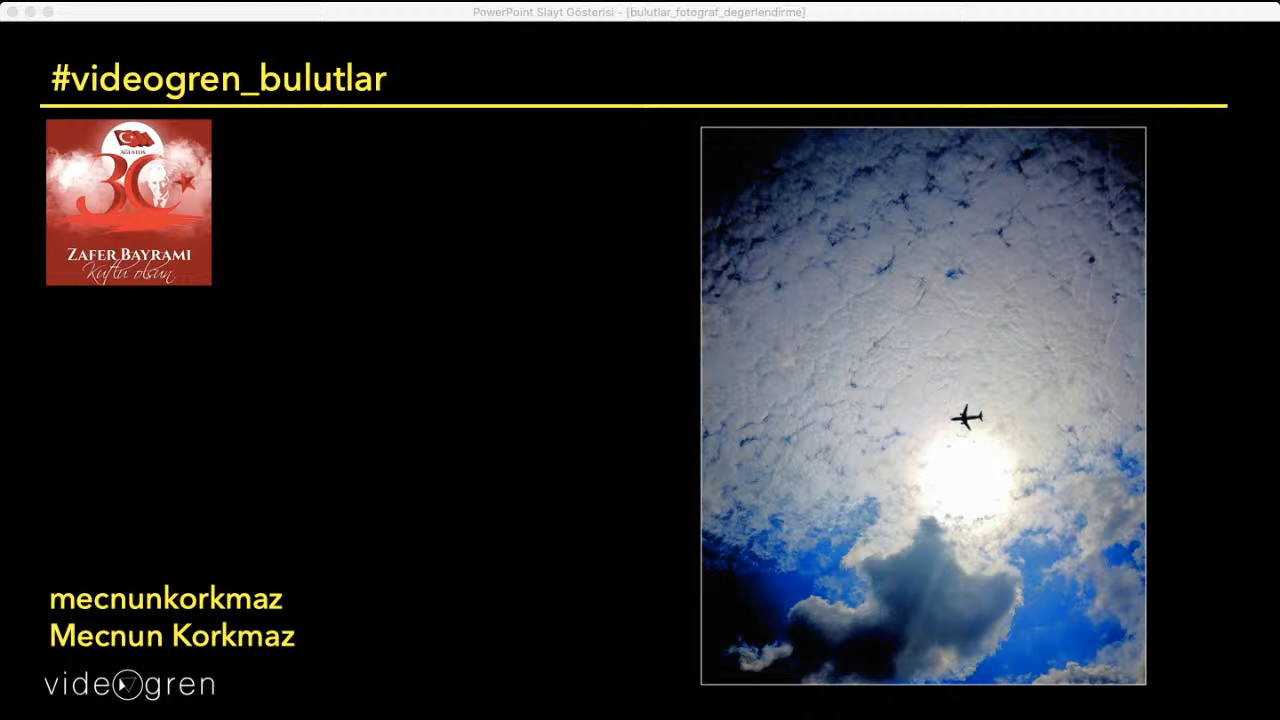 PowerPoint Slayt Gösterisi - [bulutlar_fotograf_degerlendirme]
#videogren_bulutlar
AĞUSTOS
30
ZAFER BAYRAMI
Kutlu olsun
mecnunkorkmaz
Mecnun Korkmaz
videogren